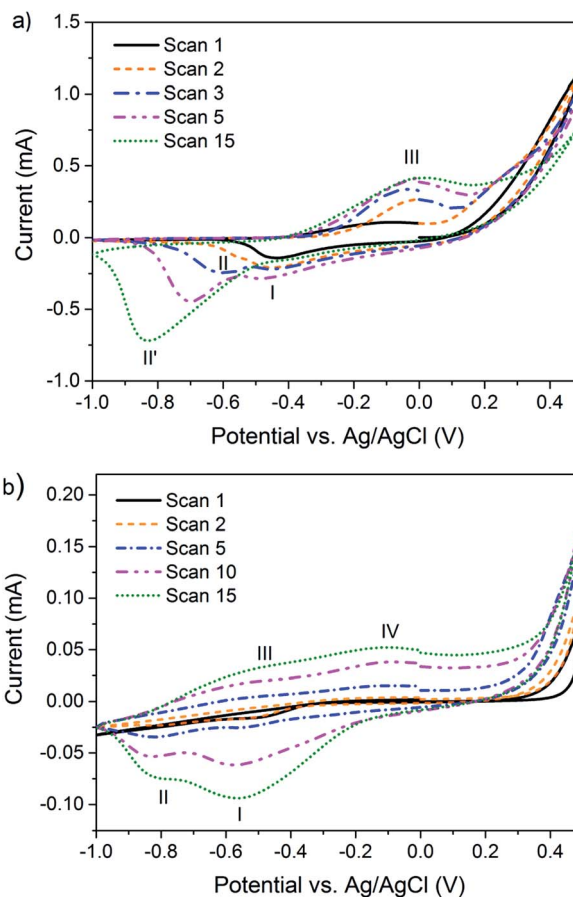 a)
1.5
1.0
0.5
0.0
-0.5
-1.0
Current (mA)
Scan 1
Scan 2
Scan 3
Scan 5
Scan 15
III
II
I
II'
-1.0 -0.8 -0.6 -0.4 -0.2 0.0 0.2 0.4
Potential vs. Ag/AgCl (V)
b)
0.20
0.15
0.10
0.05
0.00
-0.05
-0.10
Current (mA)
Scan 1
Scan 2
Scan 5
Scan 10
Scan 15
III IV
II I
-1.0 -0.8 -0.6 -0.4 -0.2 0.0 0.2 0.4
Potential vs. Ag/AgCl (V)